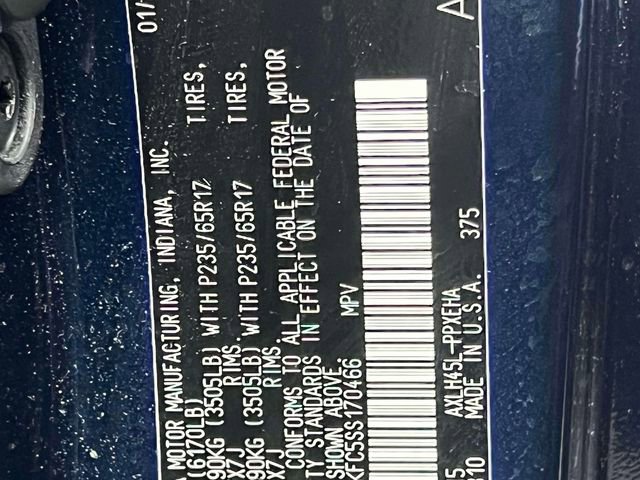 01/
A MOTOR MANUFACTURING, INDIANA, INC.
(6170LB)
90KG (3505LB) WITH P235/65R17 TIRES,
X7J RIMS.
90KG (3505LB) WITH P235/65R17 TIRES,
X7J RIMS.
CONFORMS TO ALL APPLICABLE FEDERAL MOTOR
TY STANDARDS IN EFFECT ON THE DATE OF
SHOWN ABOVE.
KFC5SS170466 MPV
A
AXLH45L-PPXEHA
310 MADE IN U.S.A. 375